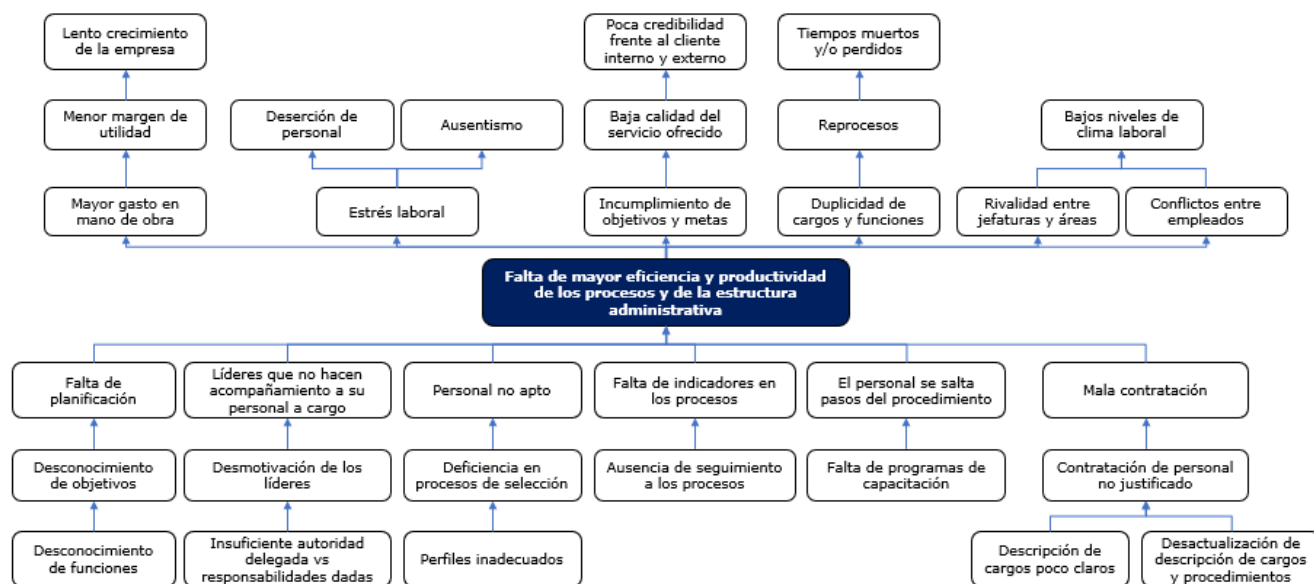 Lento crecimiento
de la empresa
Poca credibilidad
frente al cliente
interno y externo
Tiempos muertos
y/o perdidos
Menor margen de
utilidad
Deserción de
personal
Ausentismo
Baja calidad del
servicio ofrecido
Reprocesos
Bajos niveles de
clima laboral
Mayor gasto en
mano de obra
Estrés laboral
Incumplimiento de
objetivos y metas
Duplicidad de
cargos y funciones
Rivalidad entre
jefaturas y áreas
Conflictos entre
empleados
Falta de mayor eficiencia y productividad
de los procesos y de la estructura
administrativa
Falta de
planificación
Líderes que no hacen
acompañamiento a su
personal a cargo
Personal no apto
Falta de indicadores en
los procesos
El personal se salta
pasos del procedimiento
Mala contratación
Desconocimiento
de objetivos
Desmotivación de los
líderes
Deficiencia en
procesos de selección
Ausencia de seguimiento
a los procesos
Falta de programas de
capacitación
Contratación de personal
no justificado
Desconocimiento
de funciones
Insuficiente autoridad
delegada vs
responsabilidades dadas
Perfiles inadecuados
Descripción de
cargos poco claros
Desactualización de
descripción de cargos
y procedimientos